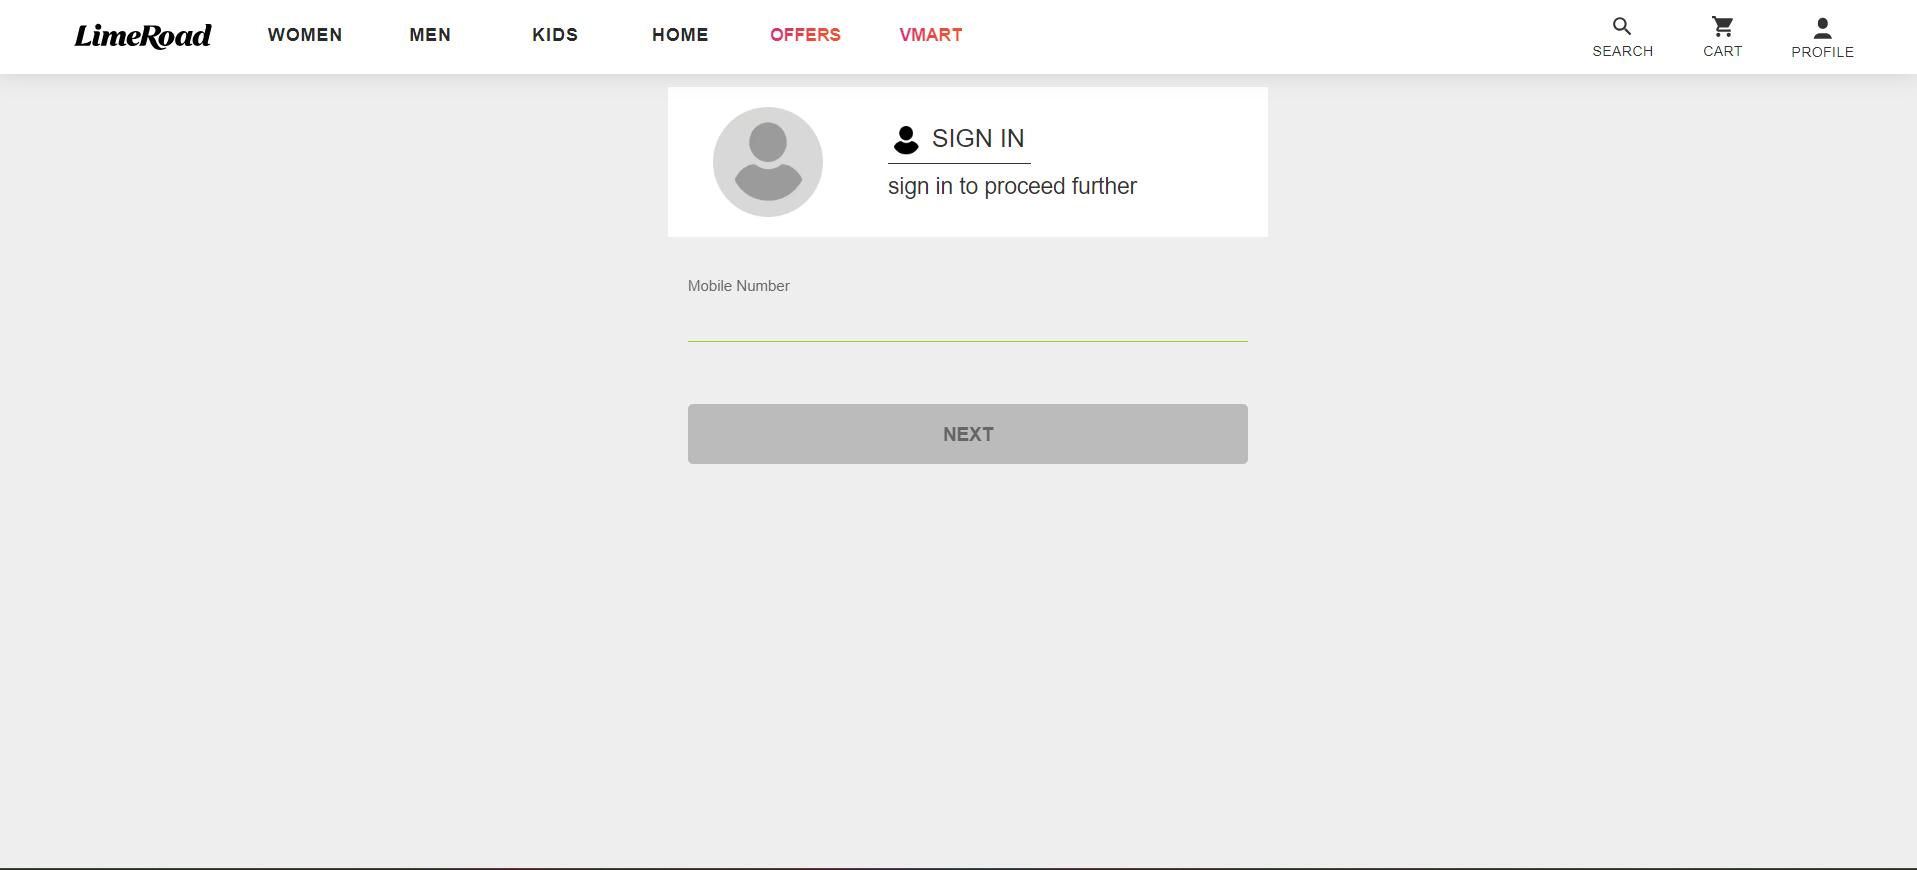 LimeRoad WOMEN MEN KIDS HOME OFFERS VMART SEARCH CART PROFILE
SIGN IN
sign in to proceed further
Mobile Number
NEXT